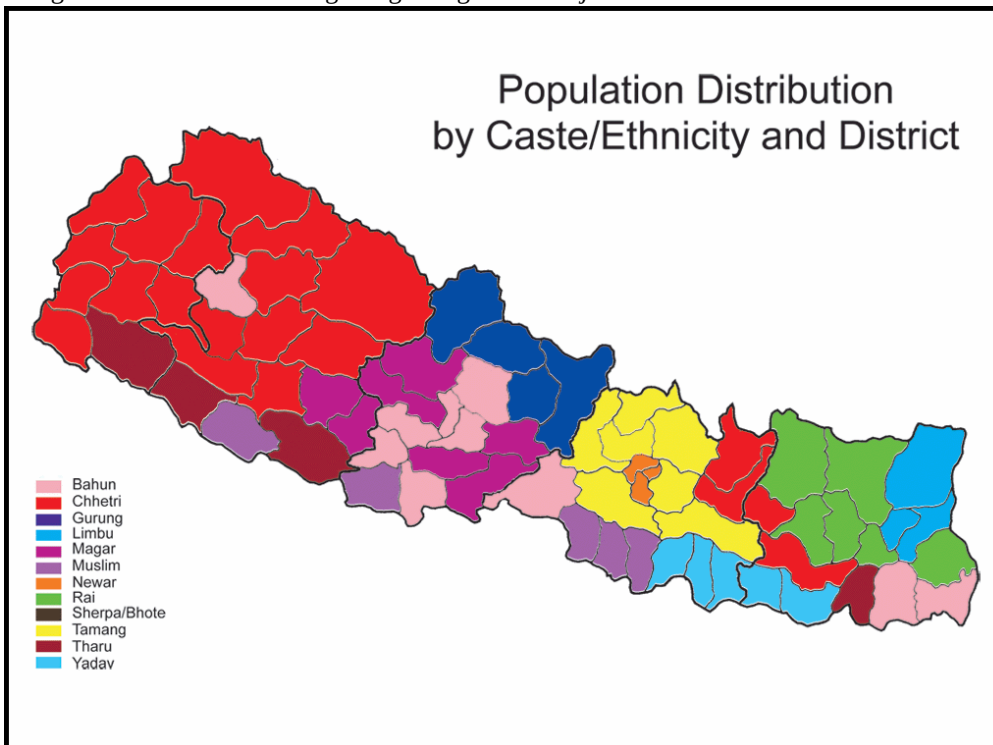 Population Distribution
by Caste/Ethnicity and District
Bahun
Chhetri
Gurung
Limbu
Magar
Muslim
Newar
Rai
Sherpa/Bhote
Tamang
Tharu
Yadav